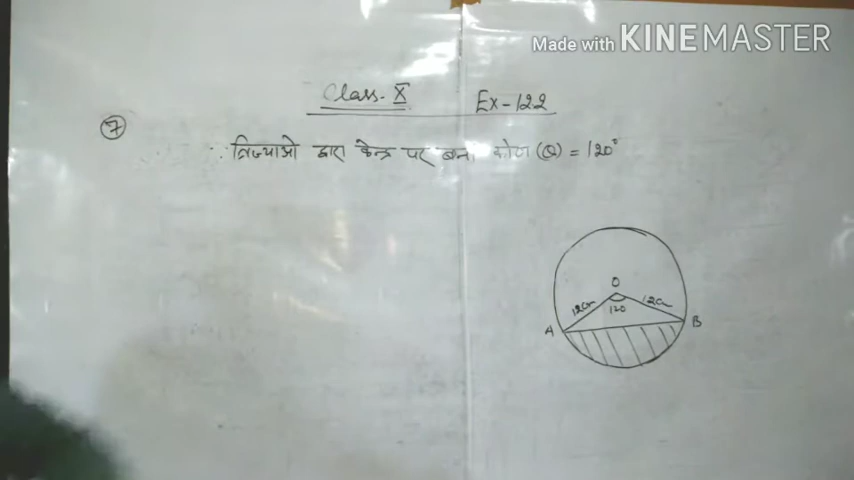 Made with KINEMASTER
Class-X Ex-12.2
7
∵ त्रिज्याओ द्वारा केन्द्र पर बना कोण (Q) = 120°
O
12cm 120 12cm
A B